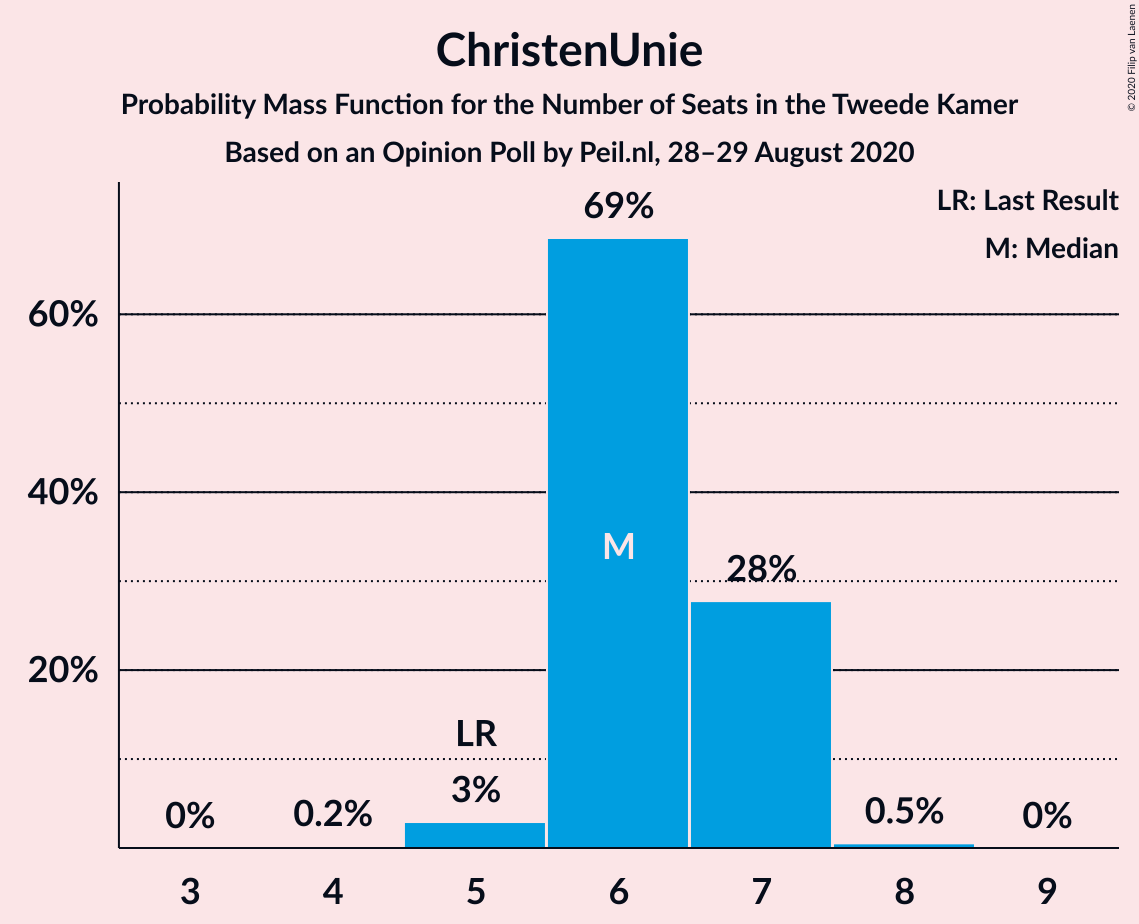 ChristenUnie
Probability Mass Function for the Number of Seats in the Tweede Kamer
Based on an Opinion Poll by Peil.nl, 28–29 August 2020
© 2020 Filip van Laenen
LR: Last Result
M: Median
69%
60%
40%
20%
M
28%
LR
3%
0%
0.2%
0.5%
0%
3 4 5 6 7 8 9